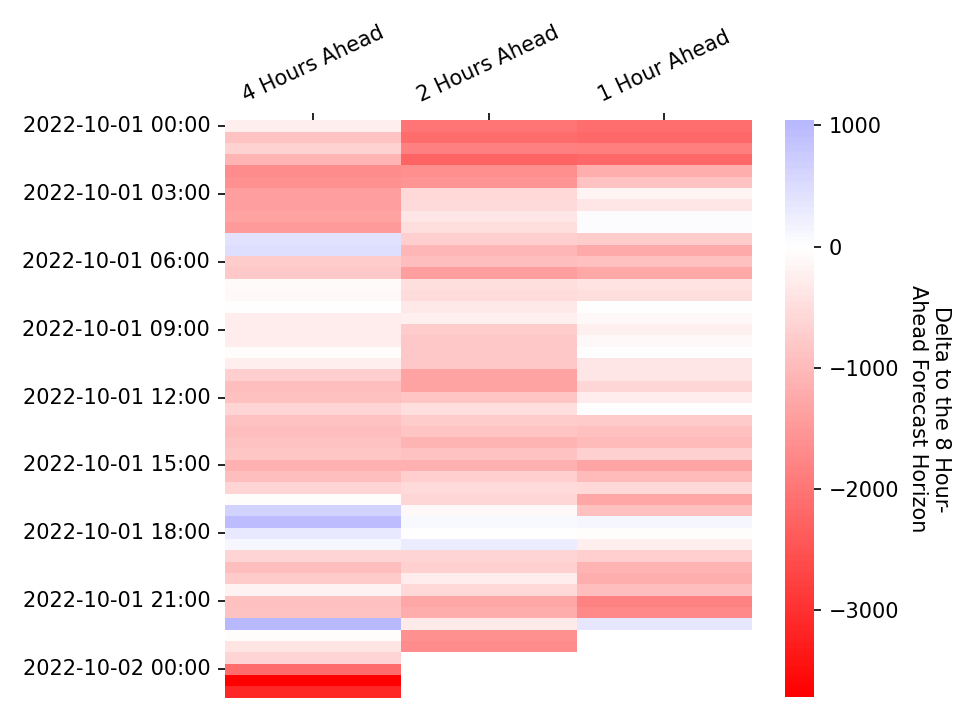 4 Hours Ahead
2 Hours Ahead
1 Hour Ahead
2022-10-01 00:00
2022-10-01 03:00
2022-10-01 06:00
2022-10-01 09:00
2022-10-01 12:00
2022-10-01 15:00
2022-10-01 18:00
2022-10-01 21:00
2022-10-02 00:00
1000
0
−1000
−2000
−3000
Delta to the 8 Hour-
Ahead Forecast Horizon